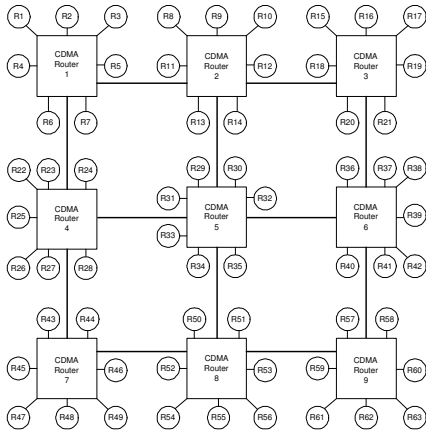 R1 R2 R3 R8 R9 R10 R15 R16 R17
CDMA Router 1
CDMA Router 2
CDMA Router 3
R4 R5 R11 R12 R18 R19
R6 R7 R13 R14 R20 R21
R22 R23 R24 R29 R30 R36 R37 R38
CDMA Router 4
CDMA Router 5
CDMA Router 6
R25 R31 R32 R33 R39
R26 R27 R28 R34 R35 R40 R41 R42
R43 R44 R50 R51 R57 R58
CDMA Router 7
CDMA Router 8
CDMA Router 9
R45 R46 R52 R53 R59 R60
R47 R48 R49 R54 R55 R56 R61 R62 R63